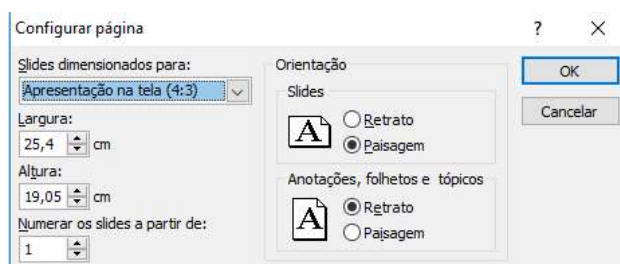 Configurar página ? X
Slides dimensionados para:
Apresentação na tela (4:3)
Largura:
25,4 cm
Altura:
19,05 cm
Numerar os slides a partir de:
1
Orientação
Slides
A
Retrato
Paisagem
Anotações, folhetos e tópicos
A
Retrato
Paisagem
OK
Cancelar